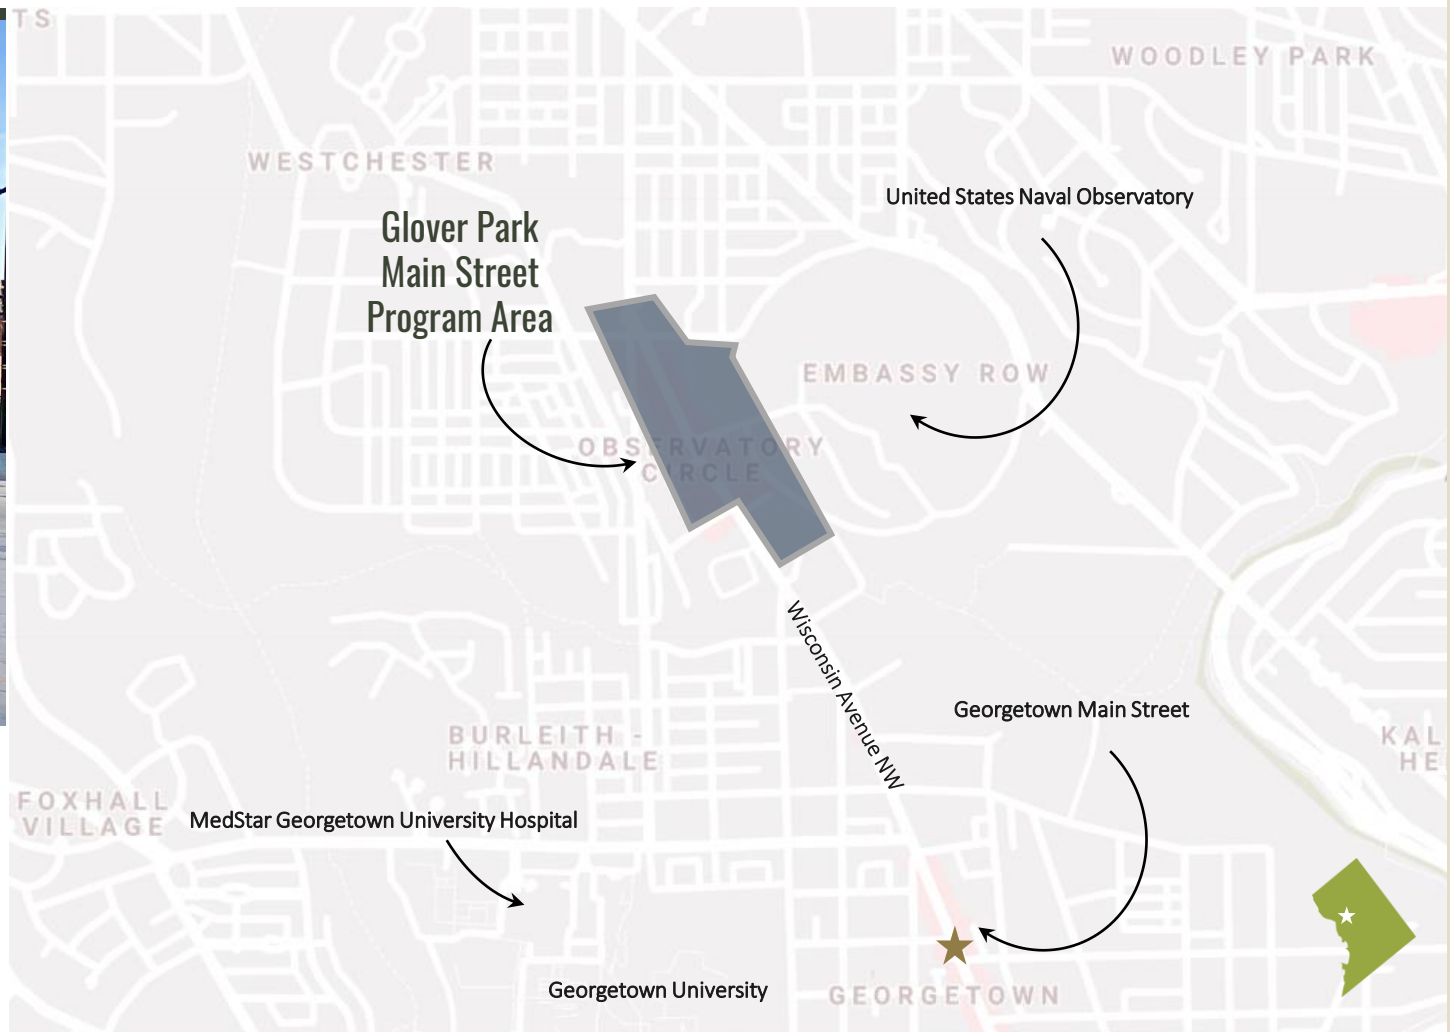 TS
WOODLEY PARK
WESTCHESTER
United States Naval Observatory
Glover Park
Main Street
Program Area
EMBASSY ROW
OBSERVATORY
CIRCLE
Wisconsin Avenue NW
Georgetown Main Street
BURLEITH -
HILLANDALE
KAL
HE
FOXHALL
VILLAGE
MedStar Georgetown University Hospital
Georgetown University
GEORGETOWN